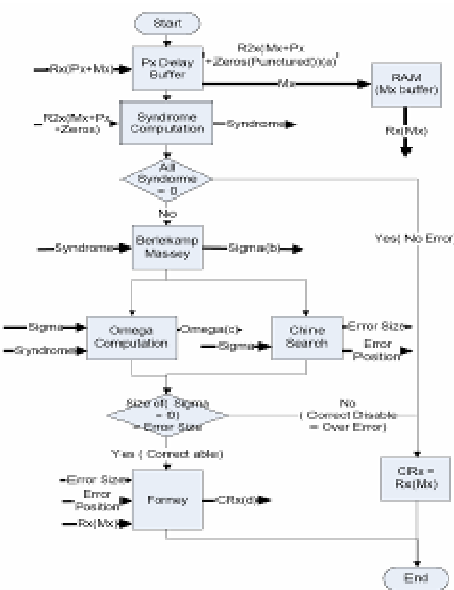 Start
R2x(Mx+Px
+Zeros(Punctured))(a)
Rx(Px+Mx)
Px Delay
Buffer
Mx
RAM
(Mx buffer)
Rx(Mx)
R2x(Mx+Px
+Zeros)
Syndrome
Computation
Syndrome
All
Syndrome
= 0
No
Yes( No Error)
Syndrome
Berlekamp
Massey
Sigma(b)
Sigma
Syndrome
Omega
Computation
Omega(c)
Sigma
Chine
Search
Error Size
Error
Position
Size of( Sigma
= Error Size
No
( Correct Disable
= Over Error)
Yes ( Correct able)
Error Size
Error
Position
Rx(Mx)
Forney
CRx(d)
CRx =
Rx(Mx)
End